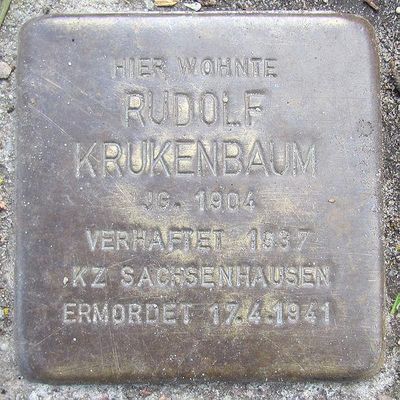 HIER WOHNTE
RUDOLF
KRUKENBAUM
JG. 1904
VERHAFTET 1937
KZ SACHSENHAUSEN
ERMORDET 17.4.1941